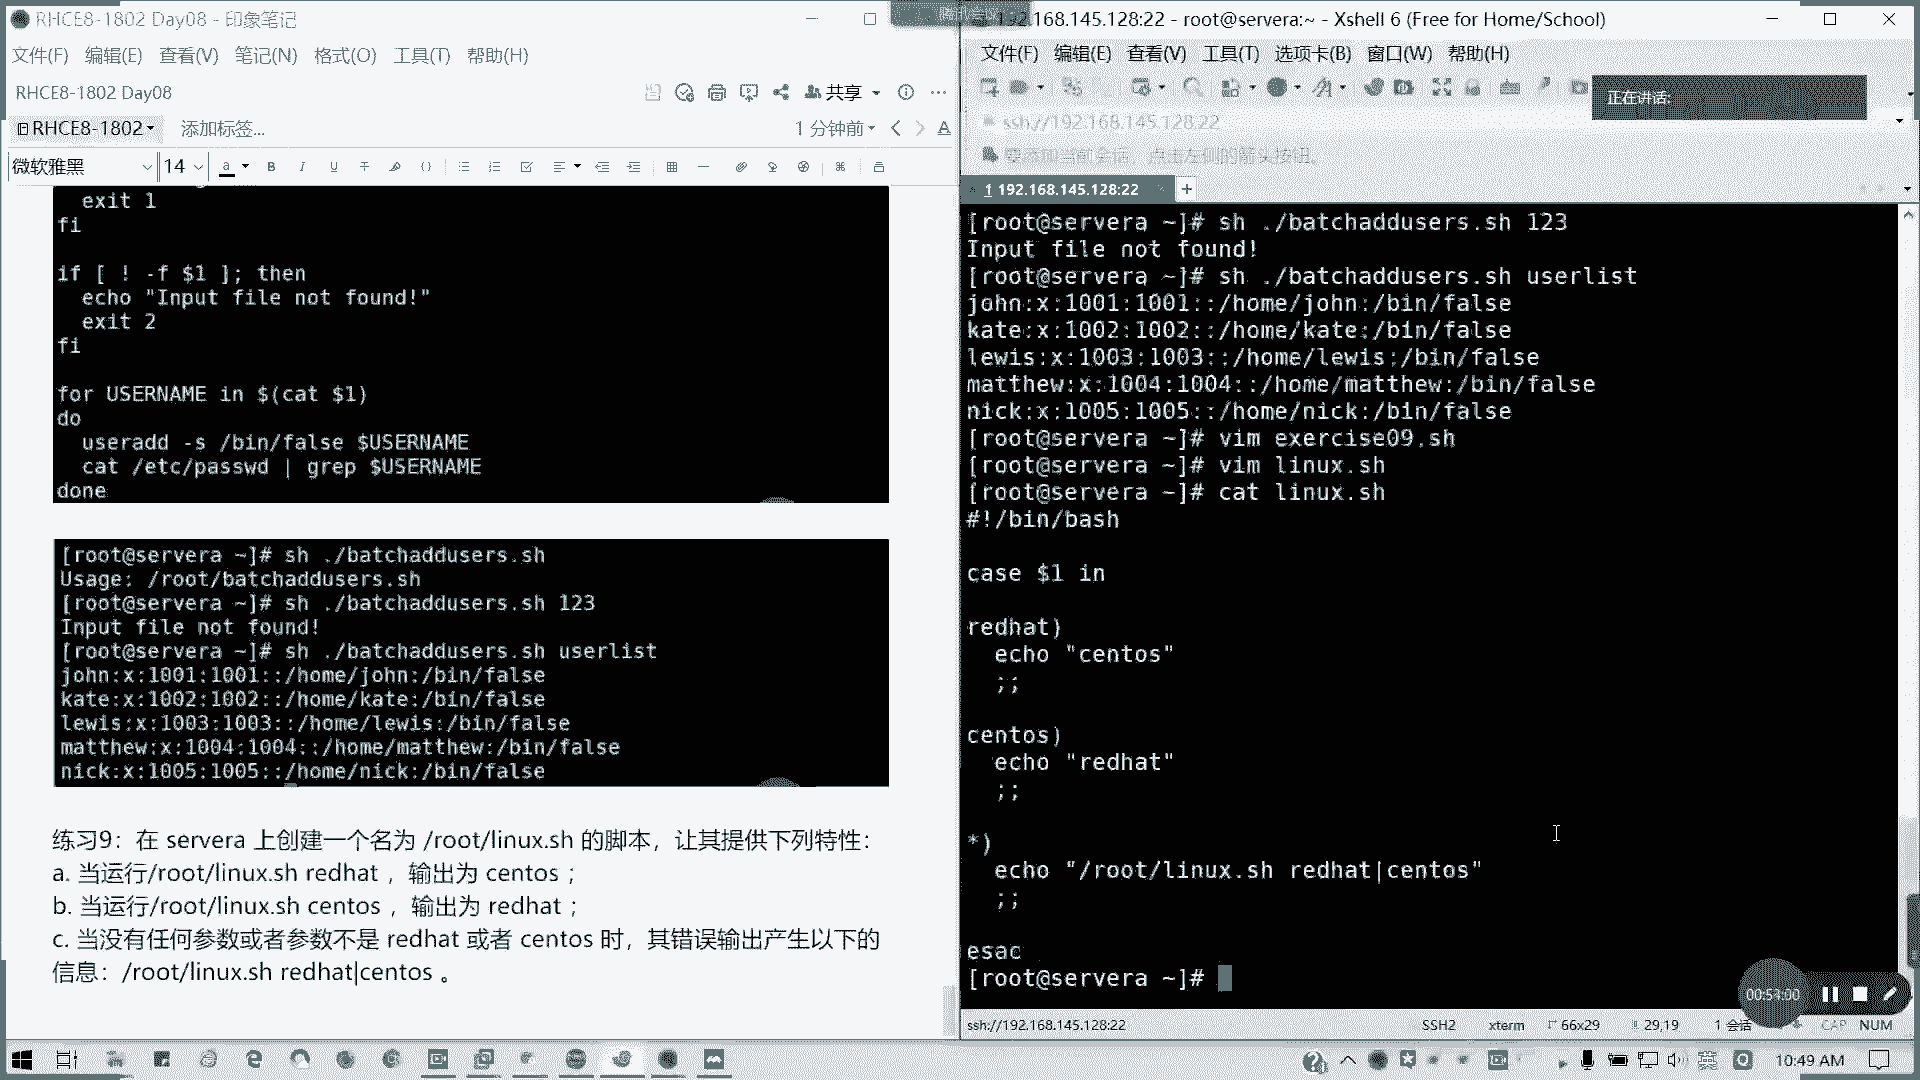 RHCE8-1802 Day08 - 印象笔记
文件(F) 编辑(E) 查看(V) 笔记(N) 格式(O) 工具(T) 帮助(H)
RHCE8-1802 Day08
共享
RHCE8-1802 添加标签... 1 分钟前
微软雅黑 14
exit 1
fi
if [ ! -f $1 ]; then
echo "Input file not found!"
exit 2
fi
for USERNAME in $(cat $1)
do
useradd -s /bin/false $USERNAME
cat /etc/passwd | grep $USERNAME
done
[root@servera ~]# sh ./batchaddusers.sh
Usage: /root/batchaddusers.sh
[root@servera ~]# sh ./batchaddusers.sh 123
Input file not found!
[root@servera ~]# sh ./batchaddusers.sh userlist
john:x:1001:1001::/home/john:/bin/false
kate:x:1002:1002::/home/kate:/bin/false
lewis:x:1003:1003::/home/lewis:/bin/false
matthew:x:1004:1004::/home/matthew:/bin/false
nick:x:1005:1005::/home/nick:/bin/false
练习9：在 servera 上创建一个名为 /root/linux.sh 的脚本，让其提供下列特性：
a. 当运行/root/linux.sh redhat ，输出为 centos ；
b. 当运行/root/linux.sh centos ，输出为 redhat ；
c. 当没有任何参数或者参数不是 redhat 或者 centos 时，其错误输出产生以下的
信息：/root/linux.sh redhat|centos 。
192.168.145.128:22 - root@servera:~ - Xshell 6 (Free for Home/School)
文件(F) 编辑(E) 查看(V) 工具(T) 选项卡(B) 窗口(W) 帮助(H)
正在讲话:
ssh://192.168.145.128:22
要添加当前会话，点击左侧的箭头按钮。
1 192.168.145.128:22
[root@servera ~]# sh ./batchaddusers.sh 123
Input file not found!
[root@servera ~]# sh ./batchaddusers.sh userlist
john:x:1001:1001::/home/john:/bin/false
kate:x:1002:1002::/home/kate:/bin/false
lewis:x:1003:1003::/home/lewis:/bin/false
matthew:x:1004:1004::/home/matthew:/bin/false
nick:x:1005:1005::/home/nick:/bin/false
[root@servera ~]# vim exercise09.sh
[root@servera ~]# vim linux.sh
[root@servera ~]# cat linux.sh
#!/bin/bash
case $1 in
redhat)
echo "centos"
;;
centos)
echo "redhat"
;;
*)
echo "/root/linux.sh redhat|centos"
;;
esac
[root@servera ~]#
00:53:00
ssh://192.168.145.128:22 SSH2 xterm 66x29 29,19 1 会话 CAP NUM
英 10:49 AM